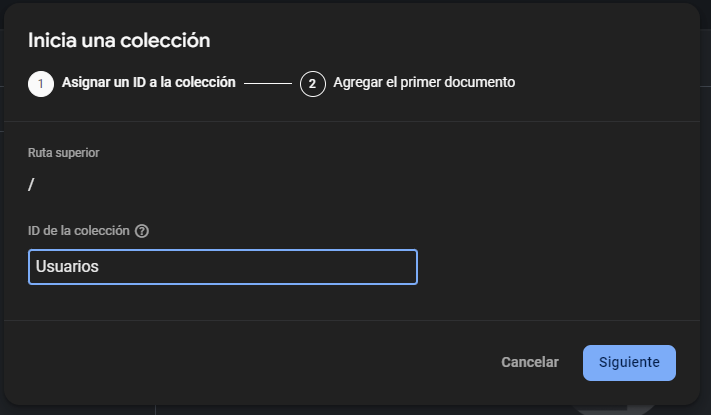 Inicia una colección
1 Asignar un ID a la colección 2 Agregar el primer documento
Ruta superior
/
ID de la colección ?
Usuarios
Cancelar Siguiente